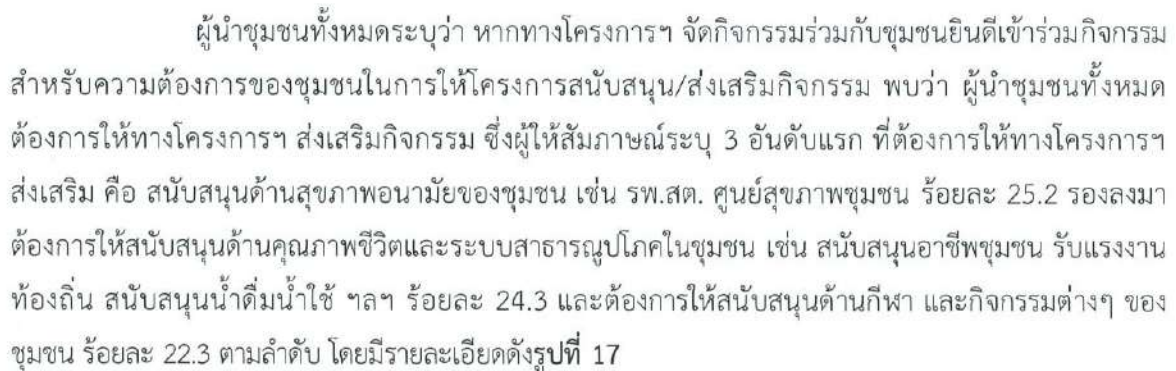 ผู้นำชุมชนทั้งหมดระบุว่า หากทางโครงการฯ จัดกิจกรรมร่วมกับชุมชนยินดีเข้าร่วมกิจกรรม
สำหรับความต้องการของชุมชนในการให้โครงการสนับสนุน/ส่งเสริมกิจกรรม พบว่า ผู้นำชุมชนทั้งหมด
ต้องการให้ทางโครงการฯ ส่งเสริมกิจกรรม ซึ่งผู้ให้สัมภาษณ์ระบุ 3 อันดับแรก ที่ต้องการให้ทางโครงการฯ
ส่งเสริม คือ สนับสนุนด้านสุขภาพอนามัยของชุมชน เช่น รพ.สต. ศูนย์สุขภาพชุมชน ร้อยละ 25.2 รองลงมา
ต้องการให้สนับสนุนด้านคุณภาพชีวิตและระบบสาธารณูปโภคในชุมชน เช่น สนับสนุนอาชีพชุมชน รับแรงงาน
ท้องถิ่น สนับสนุนน้ำดื่มน้ำใช้ ฯลฯ ร้อยละ 24.3 และต้องการให้สนับสนุนด้านกีฬา และกิจกรรมต่างๆ ของ
ชุมชน ร้อยละ 22.3 ตามลำดับ โดยมีรายละเอียดดังรูปที่ 17